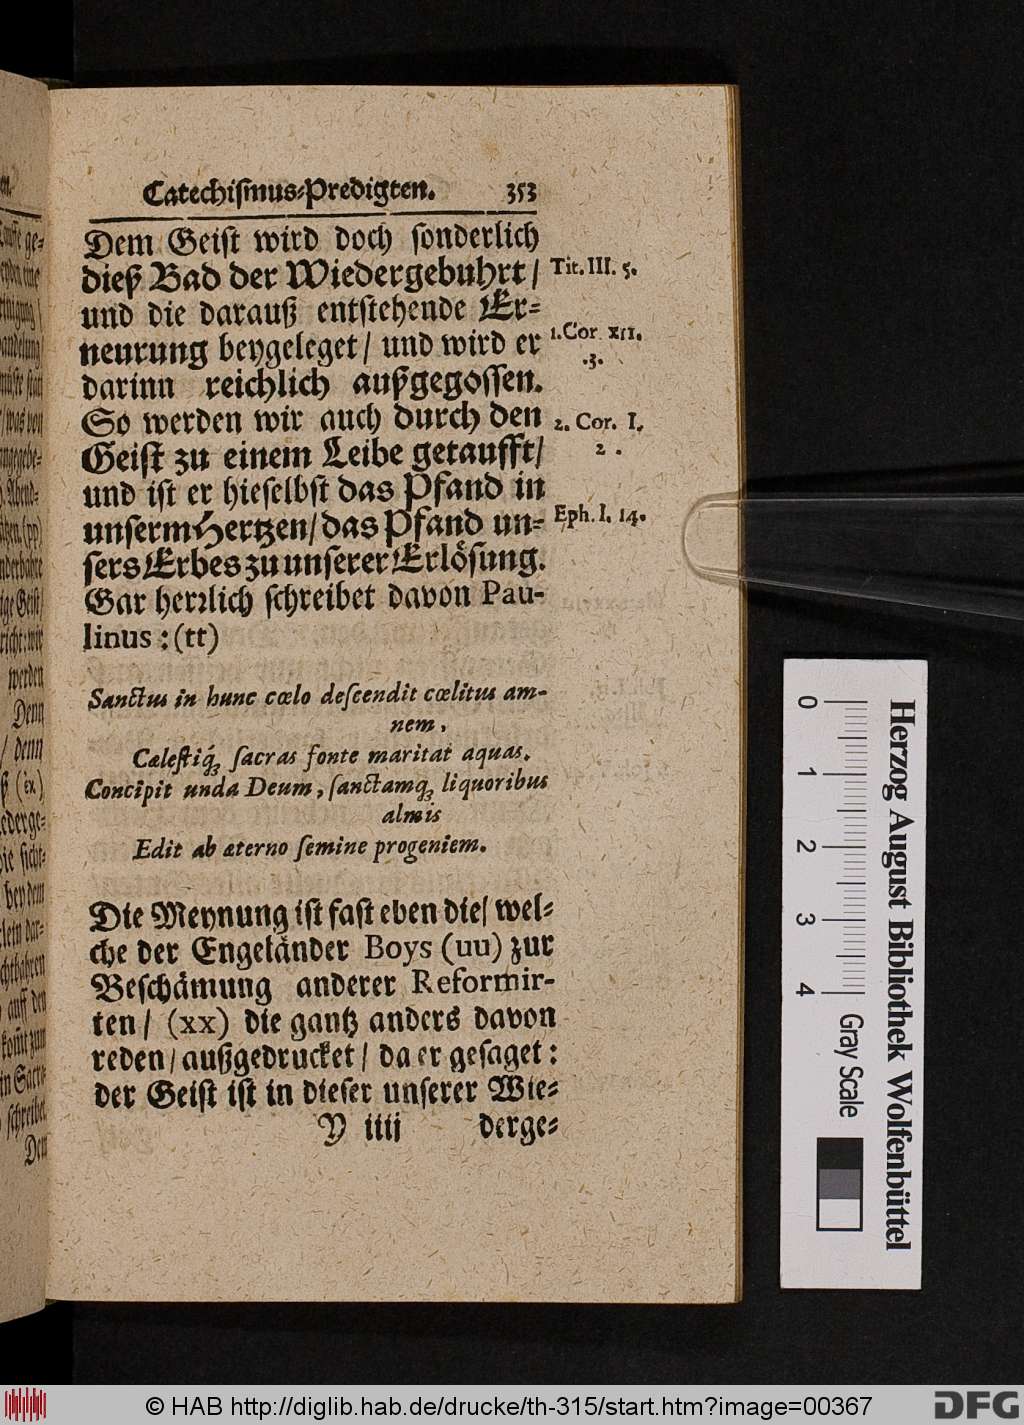 Catechiſmus-Predigten. 353
Dem Geiſt wird doch ſonderlich
dieß Bad der Wiedergebuhrt / Tit. III. 5.
und die darauß entſtehende Er-
neurung beygeleget / und wird er 1. Cor. XII.
darinn reichlich außgegoſſen. .3.
So werden wir auch durch den 2. Cor. I.
Geiſt zu einem Leibe getaufft / 2 .
und iſt er hieſelbſt das Pfand in
unſerm Hertzen / das Pfand un- Eph. I. 14.
ſers Erbes zu unſerer Erlöſung.
Gar herꝛlich ſchreibet davon Pau-
linus : (tt)
Sanctus in hunc cœlo deſcendit cœlitus am-
nem,
Cæleſtiq́; ſacras fonte maritat aquas.
Concipit unda Deum, ſanctamq; liquoribus
almis
Edit ab æterno ſemine progeniem.
Die Meynung iſt faſt eben die / wel-
che der Engeländer Boys (uu) zur
Beſchämung anderer Reformir-
ten / (xx) die gantz anders davon
reden / außgedrucket / da er geſaget :
der Geiſt iſt in dieſer unſerer Wie-
Y iiii derge-
0 1 2 3 4 Gray Scale
Herzog August Bibliothek Wolfenbüttel
© HAB http://diglib.hab.de/drucke/th-315/start.htm?image=00367 DFG